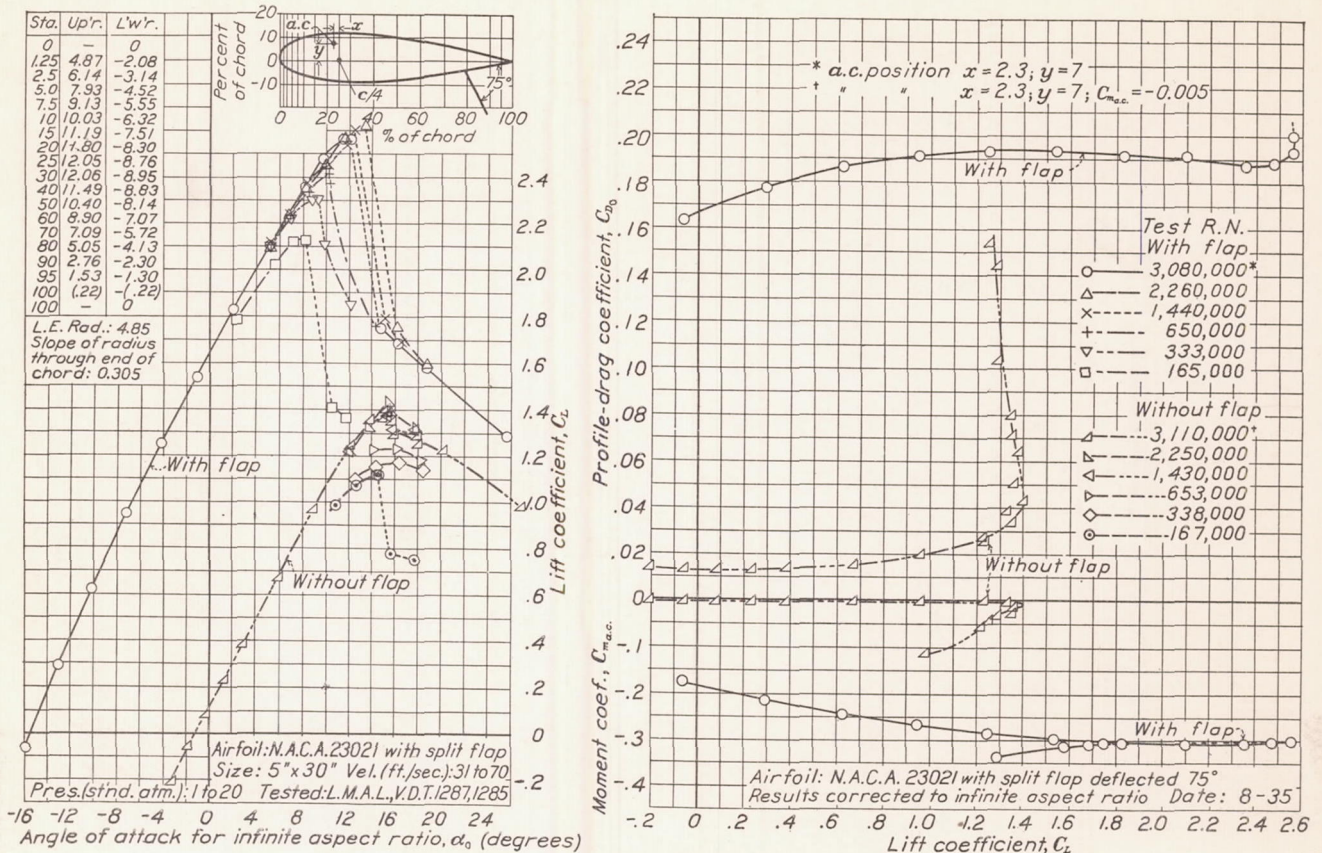 Sta. Up'r. L'w'r.
0 – 0
1.25 4.87 -2.08
2.5 6.14 -3.14
5.0 7.93 -4.52
7.5 9.13 -5.55
10 10.03 -6.32
15 11.19 -7.51
20 11.80 -8.30
25 12.05 -8.76
30 12.06 -8.95
40 11.49 -8.83
50 10.40 -8.14
60 8.90 -7.07
70 7.09 -5.72
80 5.05 -4.13
90 2.76 -2.30
95 1.53 -1.30
100 (.22) -(.22)
100 – 0
L.E. Rad.: 4.85
Slope of radius
through end of
chord: 0.305
Percent
of chord
20
10
0
-10
a.c.
x
y
c/4
75°
0 20 40 60 80 100
% of chord
With flap
Without flap
2.4
2.2
2.0
1.8
1.6
1.4
1.2
1.0
.8
.6
.4
.2
0
-.2
Lift coefficient, C_L
Airfoil: N.A.C.A. 23021 with split flap
Size: 5"x30" Vel.(ft./sec.): 31 to 70
Pres.(st'nd. atm.): 1 to 20 Tested: L.M.A.L., V.D.T. 1287, 1285
-16 -12 -8 -4 0 4 8 12 16 20 24
Angle of attack for infinite aspect ratio, α₀ (degrees)
.24
.22
.20
.18
.16
.14
.12
.10
.08
.06
.04
.02
0
-.1
-.2
-.3
-.4
Profile-drag coefficient, C_D₀
Moment coef., C_m a.c.
* a.c. position x = 2.3; y = 7
† " " x = 2.3; y = 7; C_m a.c. = -0.005
With flap
Test R.N.
With flap
3,080,000*
2,260,000
1,440,000
650,000
333,000
165,000
Without flap
3,110,000†
2,250,000
1,430,000
653,000
338,000
167,000
Without flap
With flap
Airfoil: N.A.C.A. 23021 with split flap deflected 75°
Results corrected to infinite aspect ratio Date: 8-35
-.2 0 .2 .4 .6 .8 1.0 1.2 1.4 1.6 1.8 2.0 2.2 2.4 2.6
Lift coefficient, C_L